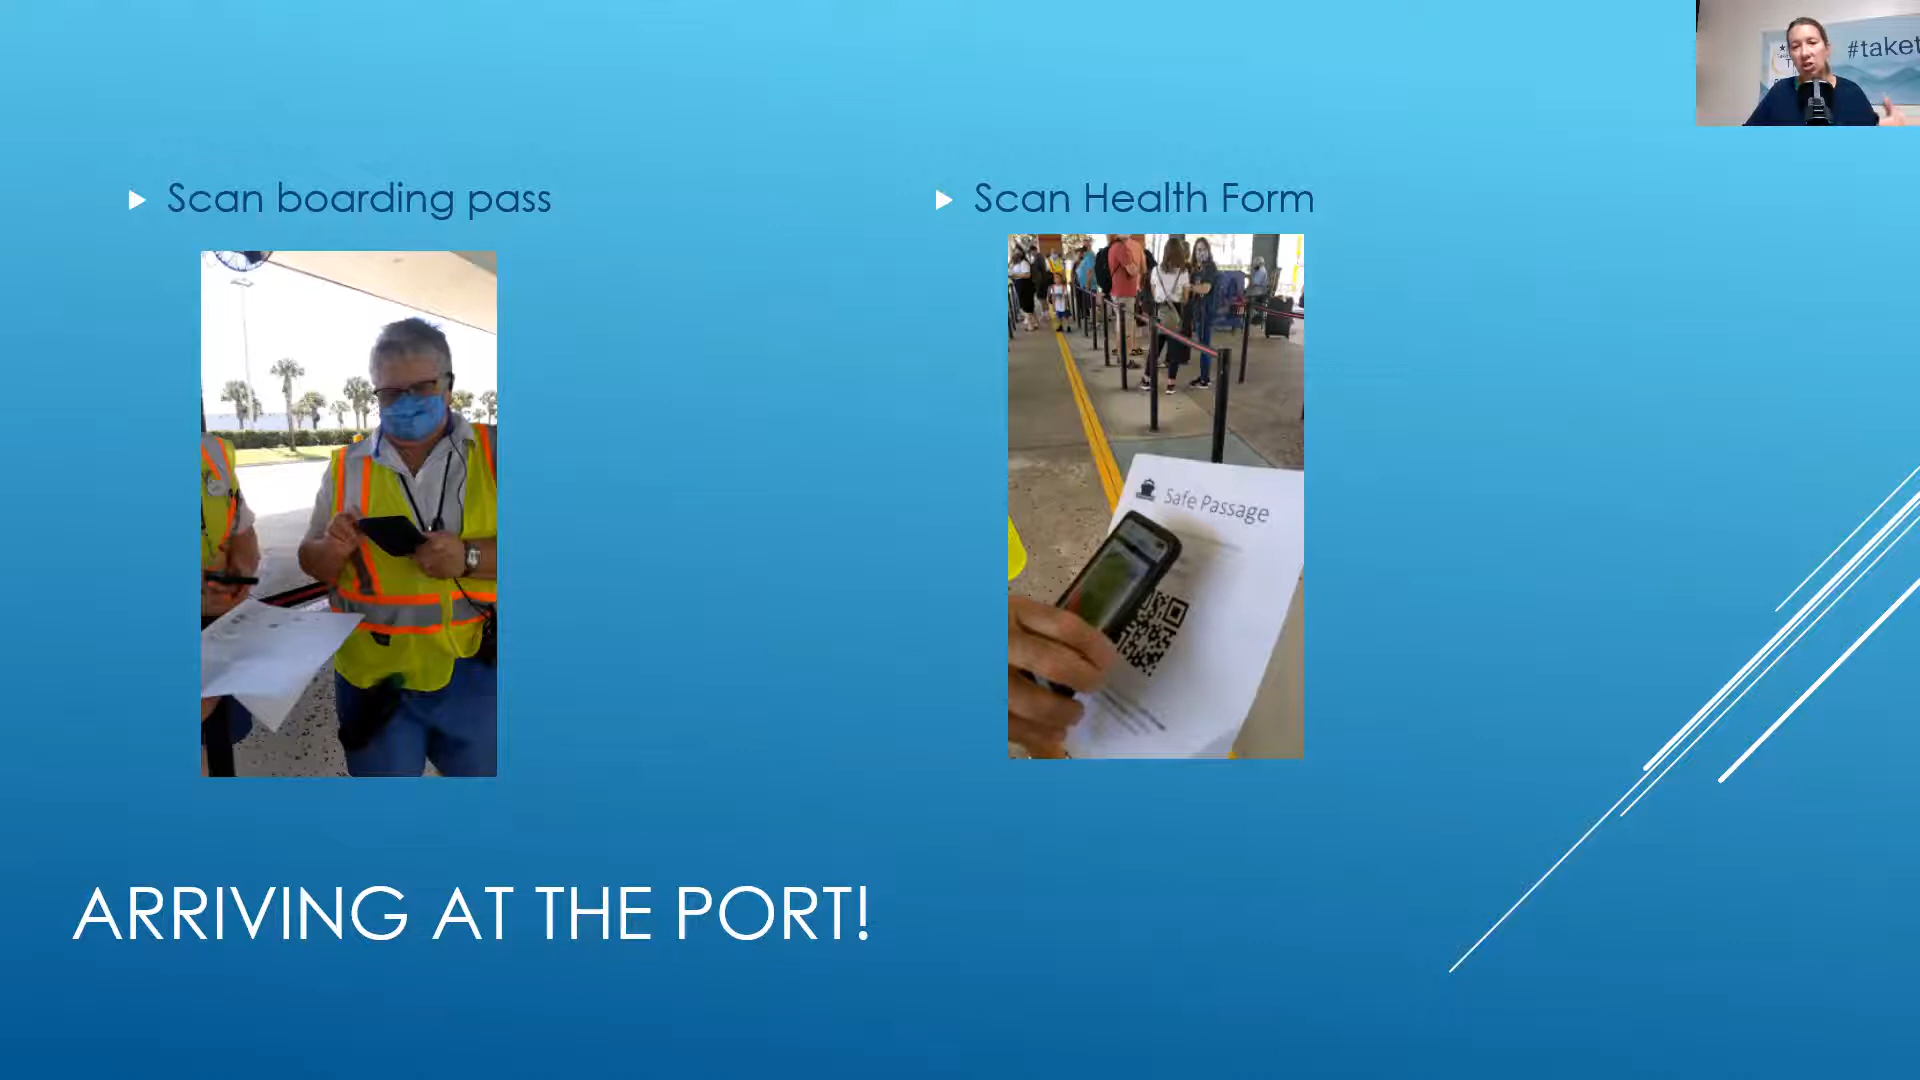 #taket
Scan boarding pass
Scan Health Form
Safe Passage
ARRIVING AT THE PORT!